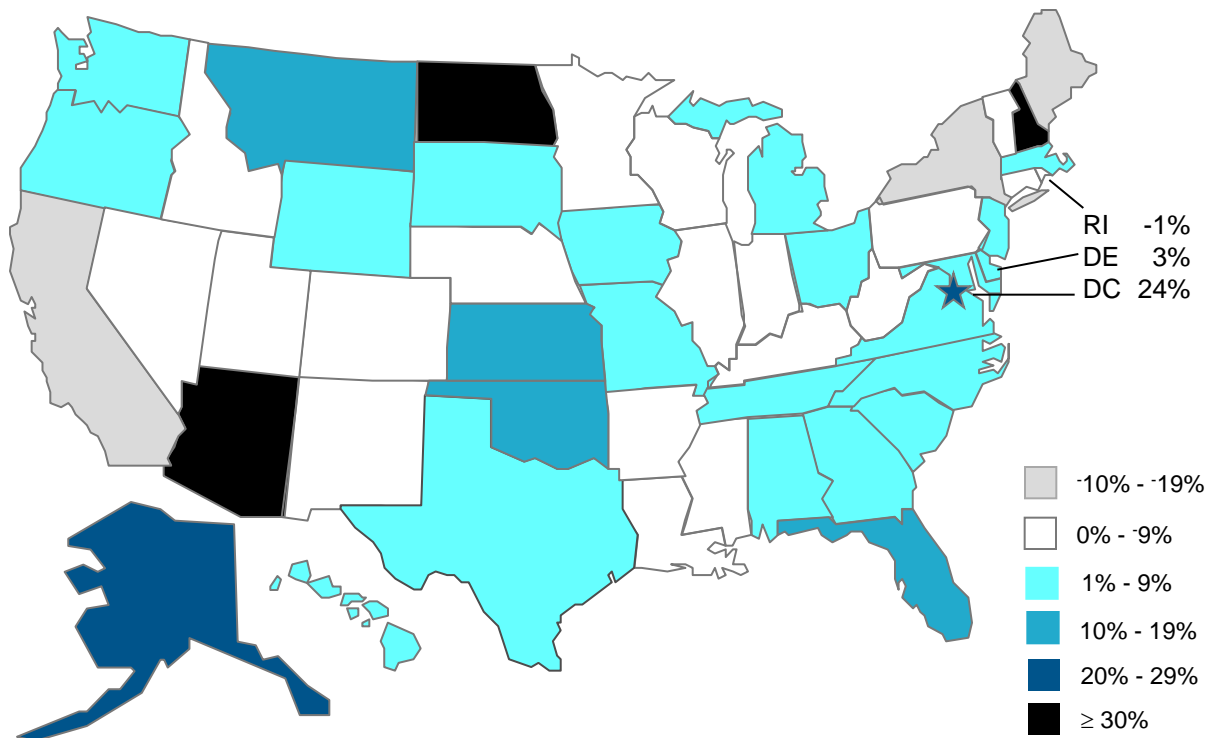 RI -1%
DE 3%
DC 24%
-10% - -19%
0% - -9%
1% - 9%
10% - 19%
20% - 29%
≥ 30%